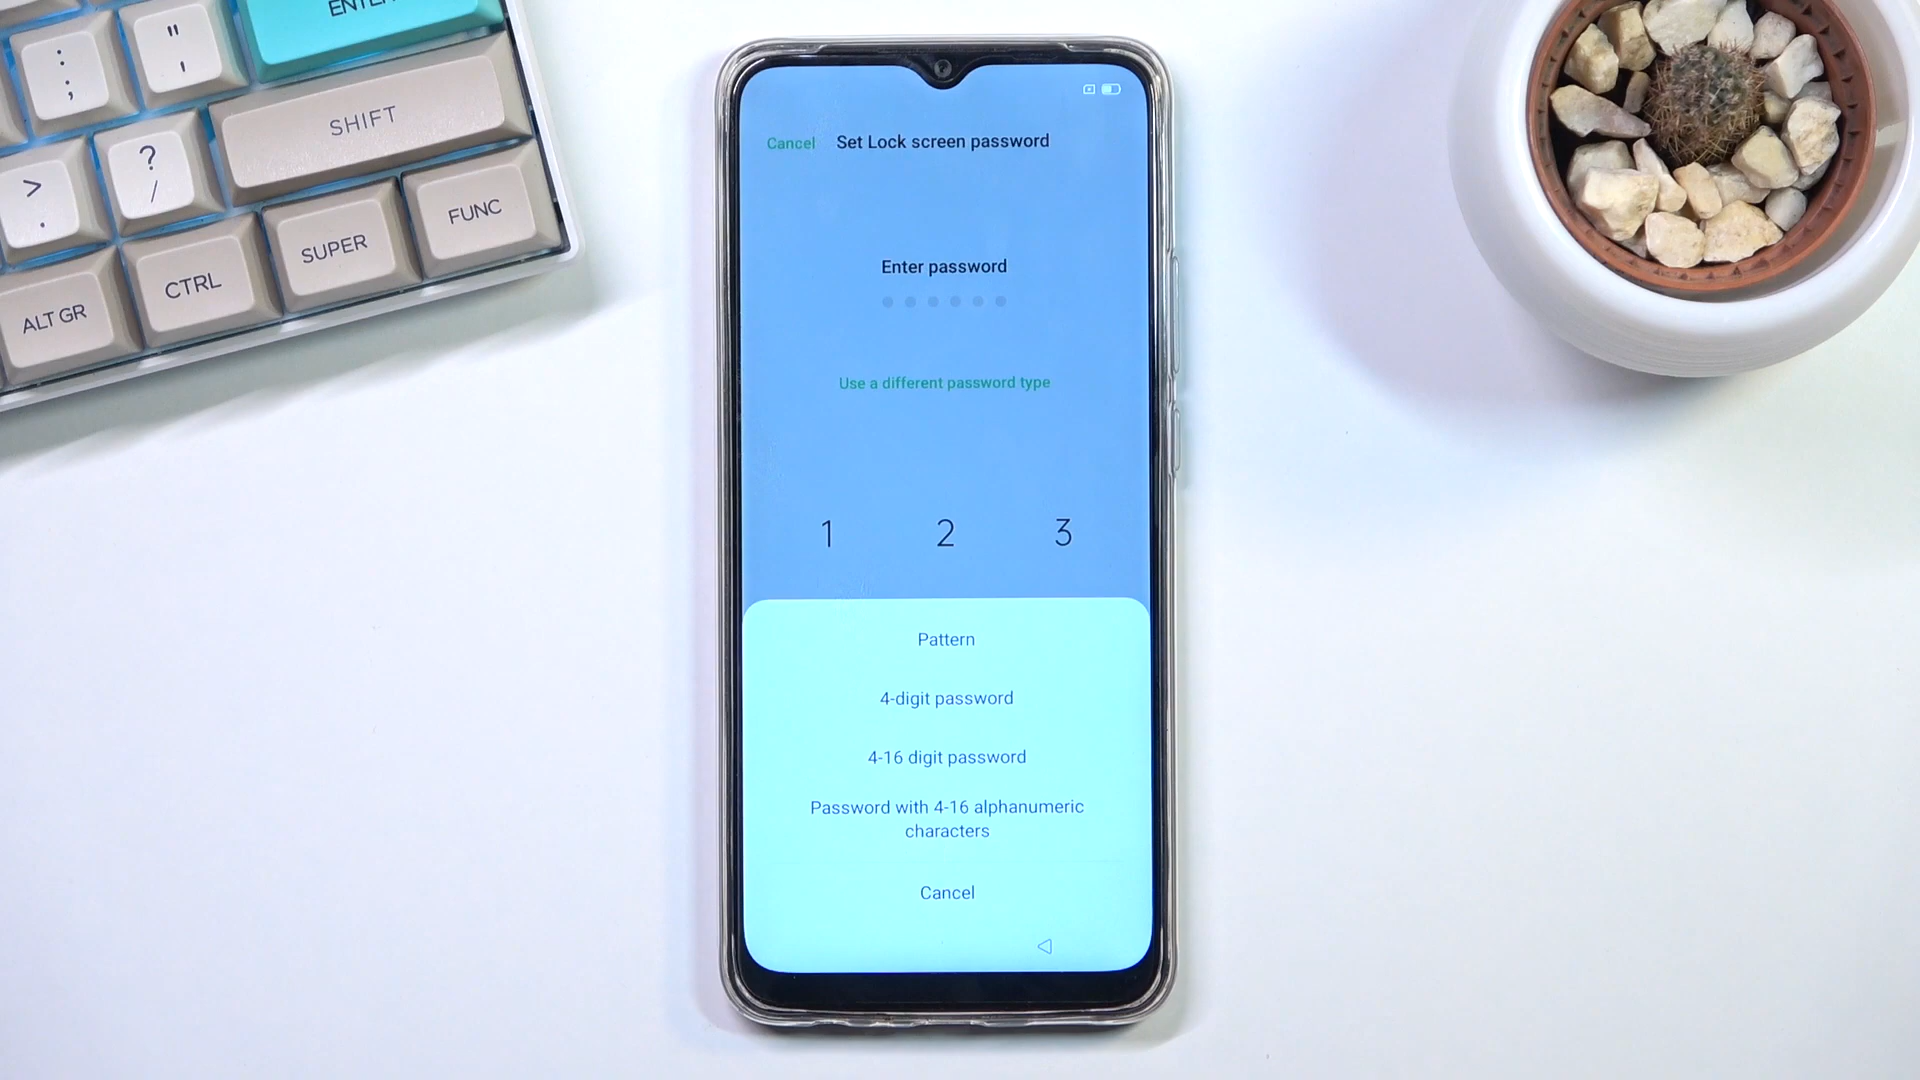 ENTER
" '
: ;
SHIFT
? /
> .
FUNC
SUPER
CTRL
ALT GR
Cancel Set Lock screen password
Enter password
Use a different password type
1 2 3
Pattern
4-digit password
4-16 digit password
Password with 4-16 alphanumeric
characters
Cancel